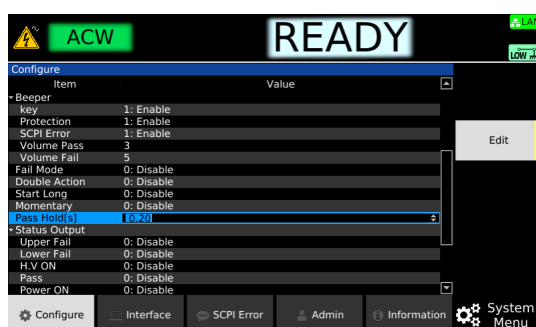 ACW
READY
LAN
LOW
Configure
Item Value
Beeper
key 1: Enable
Protection 1: Enable
SCPI Error 1: Enable
Volume Pass 3
Volume Fail 5
Fail Mode 0: Disable
Double Action 0: Disable
Start Long 0: Disable
Momentary 0: Disable
Pass Hold[s] 0.20
Status Output
Upper Fail 0: Disable
Lower Fail 0: Disable
H.V ON 0: Disable
Pass 0: Disable
Power ON 0: Disable
Edit
Configure Interface SCPI Error Admin Information System Menu